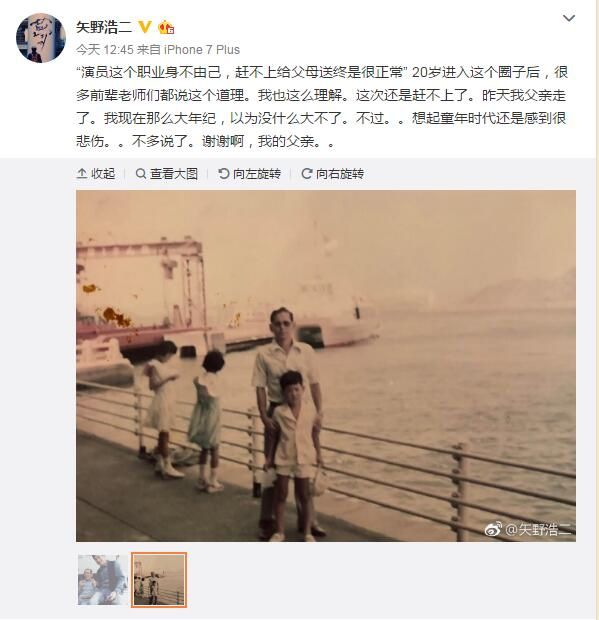 矢野浩二
今天 12:45 来自 iPhone 7 Plus
“演员这个职业身不由己，赶不上给父母送终是很正常” 20岁进入这个圈子后，很
多前辈老师们都说这个道理。我也这么理解。这次还是赶不上了。昨天我父亲走
了。我现在那么大年纪，以为没什么大不了。不过。。想起童年时代还是感到很
悲伤。。不多说了。谢谢啊，我的父亲。。
收起 查看大图 向左旋转 向右旋转
@矢野浩二